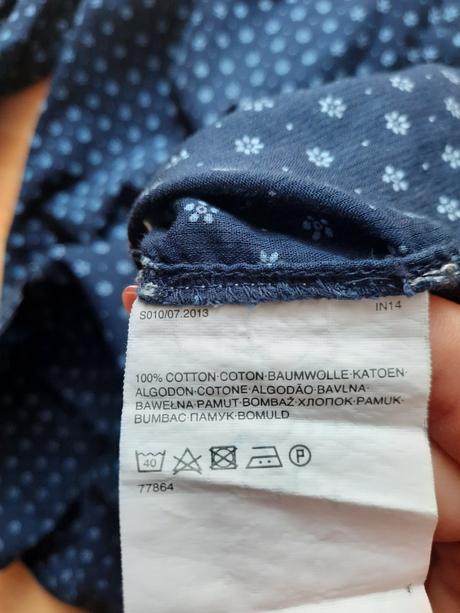 S010/07.2013 IN14
100% COTTON·COTON·BAUMWOLLE·KATOEN·
ALGODON·COTONE·ALGODÃO·BAVLNA·
BAWEŁNA·PAMUT·BOMBAŽ·ХЛОПОК·PAMUK·
BUMBAC·ПАМУК·BOMULD
40 P
77864